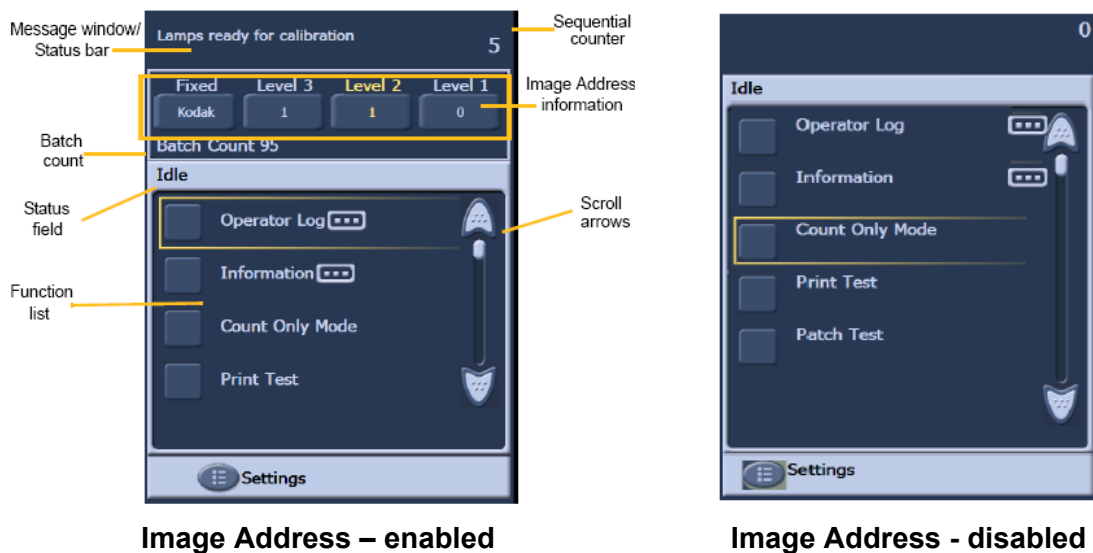 Message window/
Status bar
Lamps ready for calibration
5
Sequential
counter
Fixed Level 3 Level 2 Level 1
Kodak 1 1 0
Image Address
information
Batch
count
Batch Count 95
Idle
Status
field
Operator Log
Scroll
arrows
Information
Function
list
Count Only Mode
Print Test
Settings
Image Address – enabled
0
Idle
Operator Log
Information
Count Only Mode
Print Test
Patch Test
Settings
Image Address - disabled